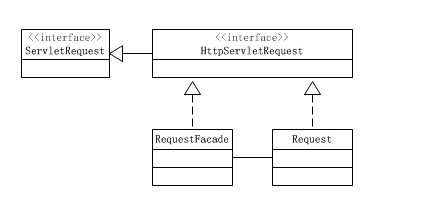 <<interface>>
ServletRequest
<<interface>>
HttpServletRequest
RequestFacade
Request